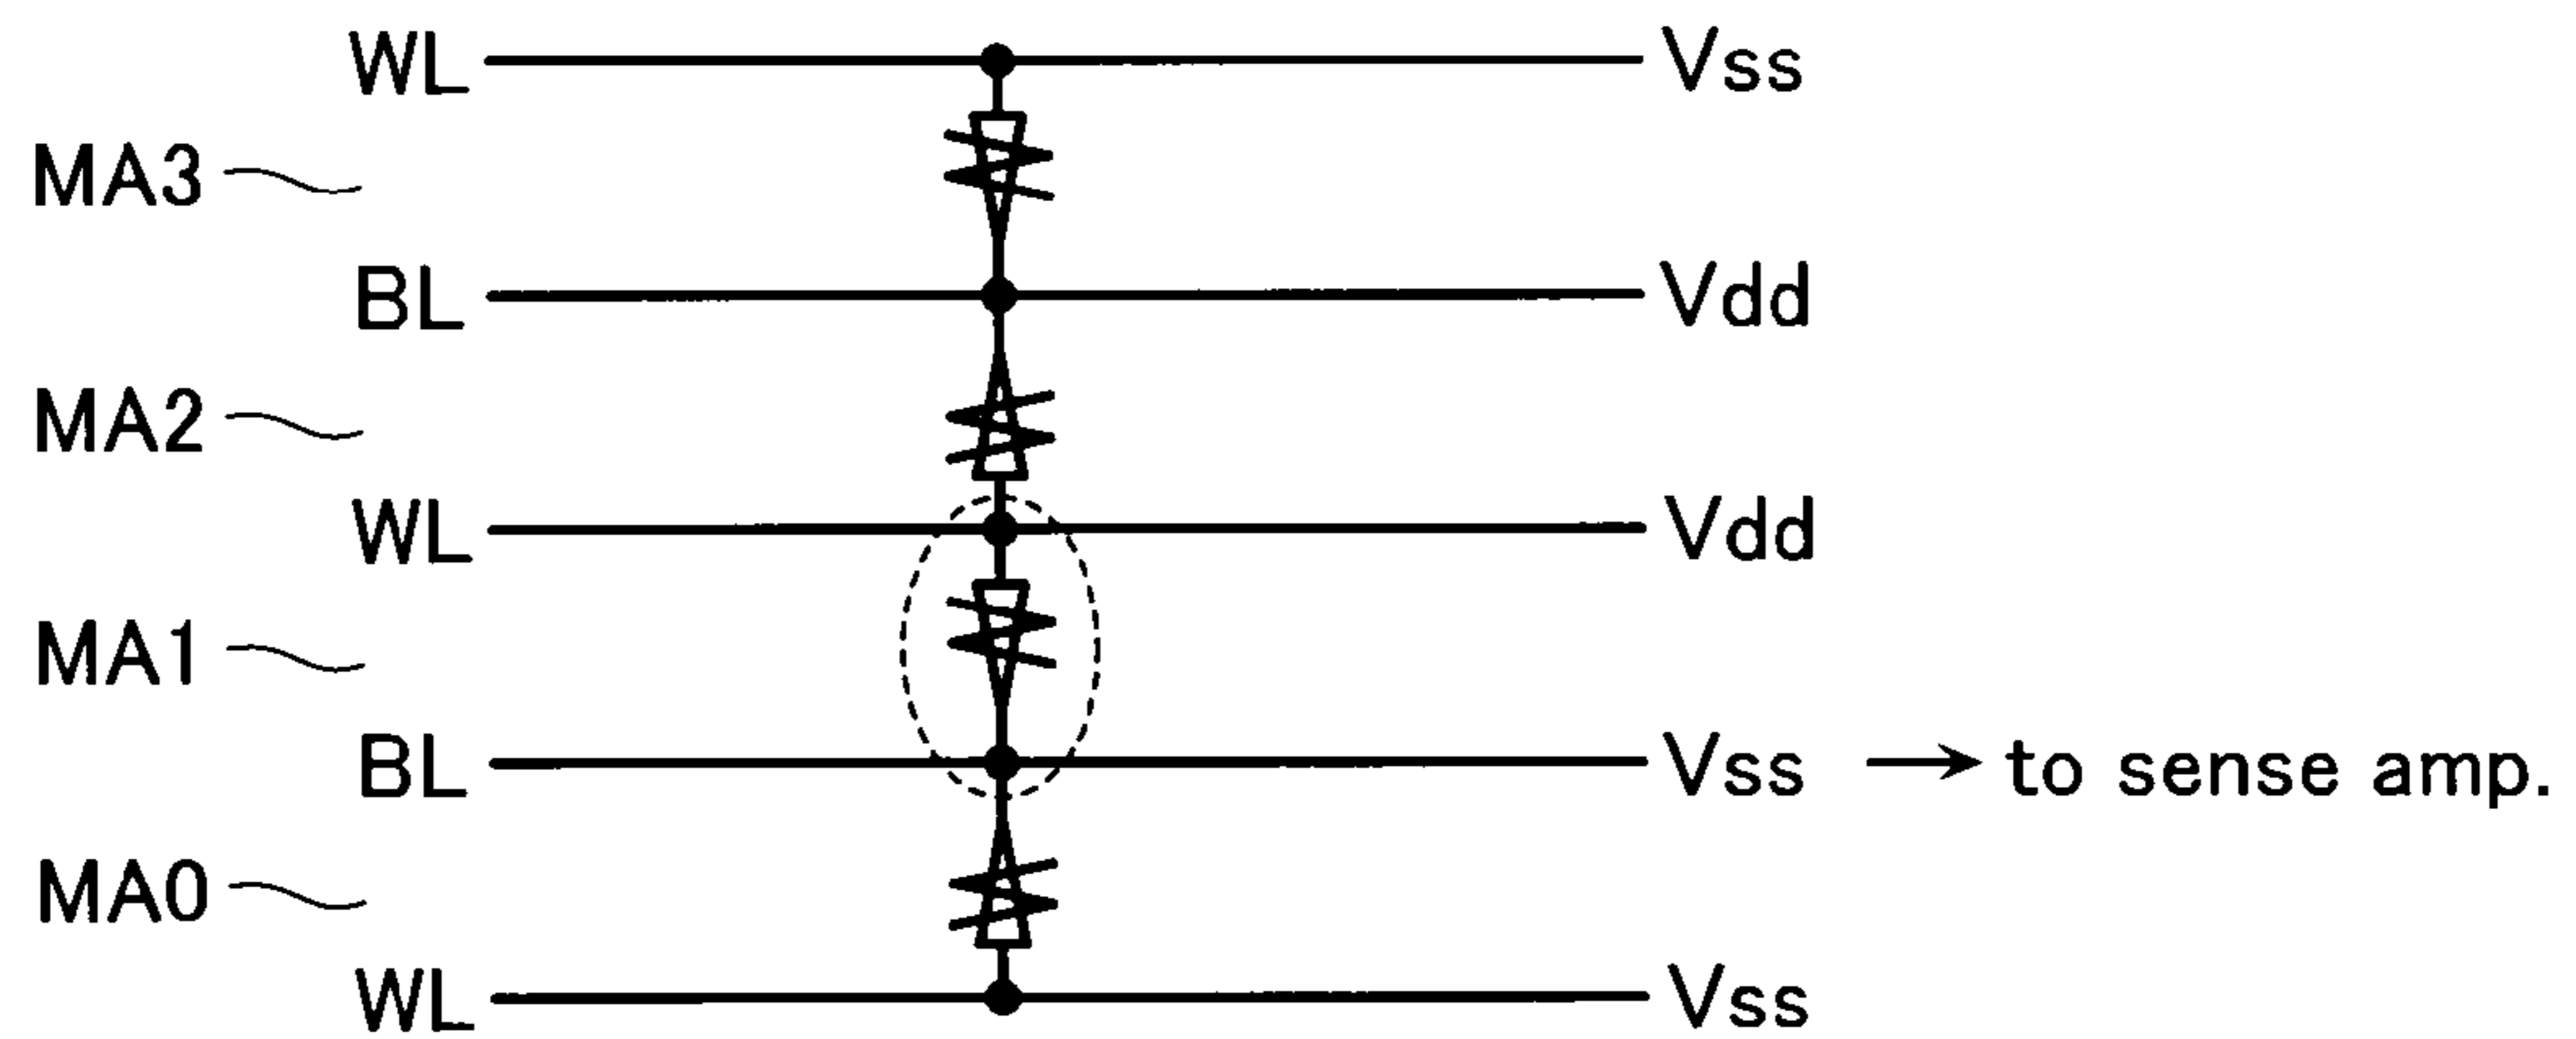 WL Vss
MA3
BL Vdd
MA2
WL Vdd
MA1
BL Vss → to sense amp.
MA0
WL Vss